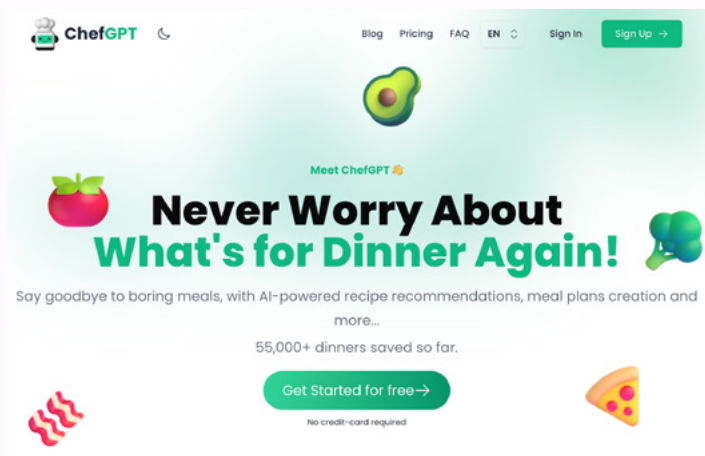 ChefGPT
Blog Pricing FAQ EN Sign In Sign Up →
Meet ChefGPT 👋
Never Worry About
What's for Dinner Again!
Say goodbye to boring meals, with AI-powered recipe recommendations, meal plans creation and
more...
55,000+ dinners saved so far.
Get Started for free→
No credit-card required